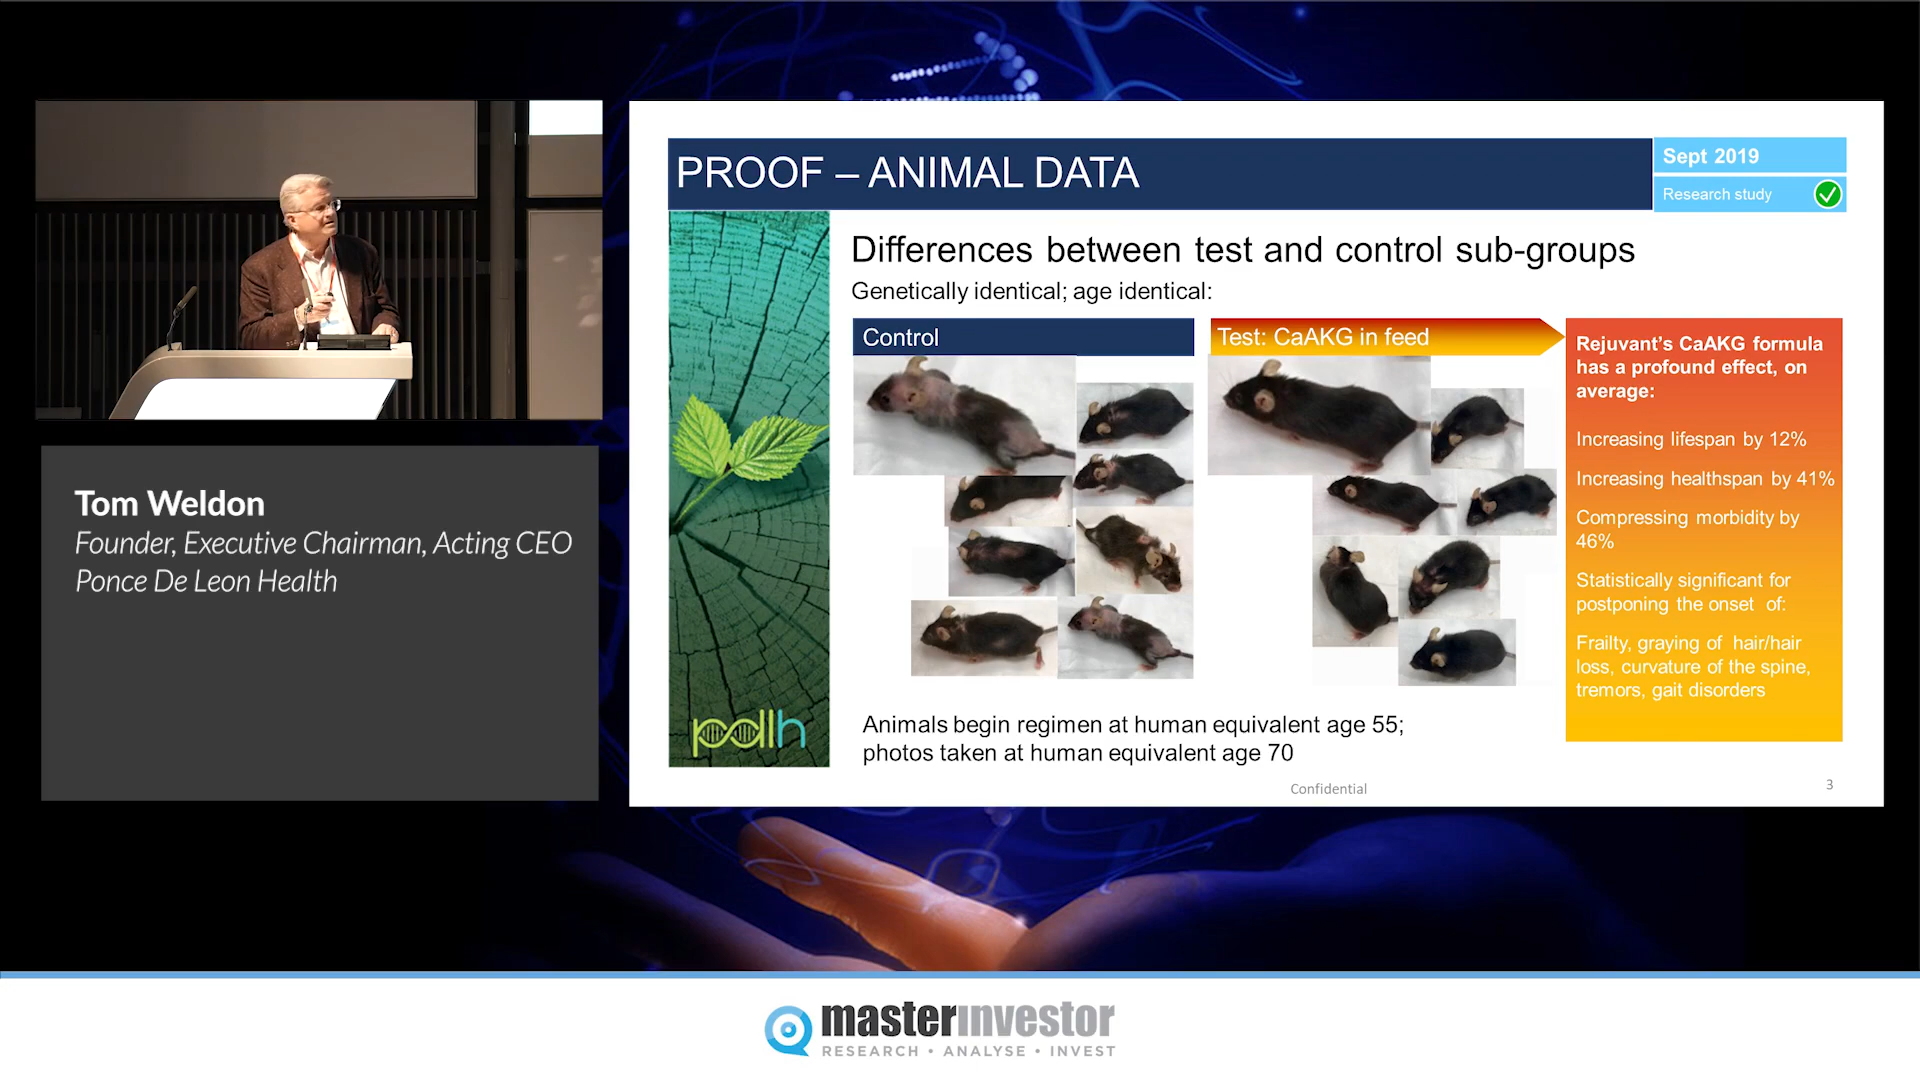 PROOF – ANIMAL DATA
Sept 2019
Research study
Differences between test and control sub-groups
Genetically identical; age identical:
Control
Test: CaAKG in feed
Rejuvant's CaAKG formula
has a profound effect, on
average:
Increasing lifespan by 12%
Increasing healthspan by 41%
Compressing morbidity by
46%
Statistically significant for
postponing the onset of:
Frailty, graying of hair/hair
loss, curvature of the spine,
tremors, gait disorders
pdlh
Animals begin regimen at human equivalent age 55;
photos taken at human equivalent age 70
Confidential
3
Tom Weldon
Founder, Executive Chairman, Acting CEO
Ponce De Leon Health
masterinvestor
RESEARCH • ANALYSE • INVEST